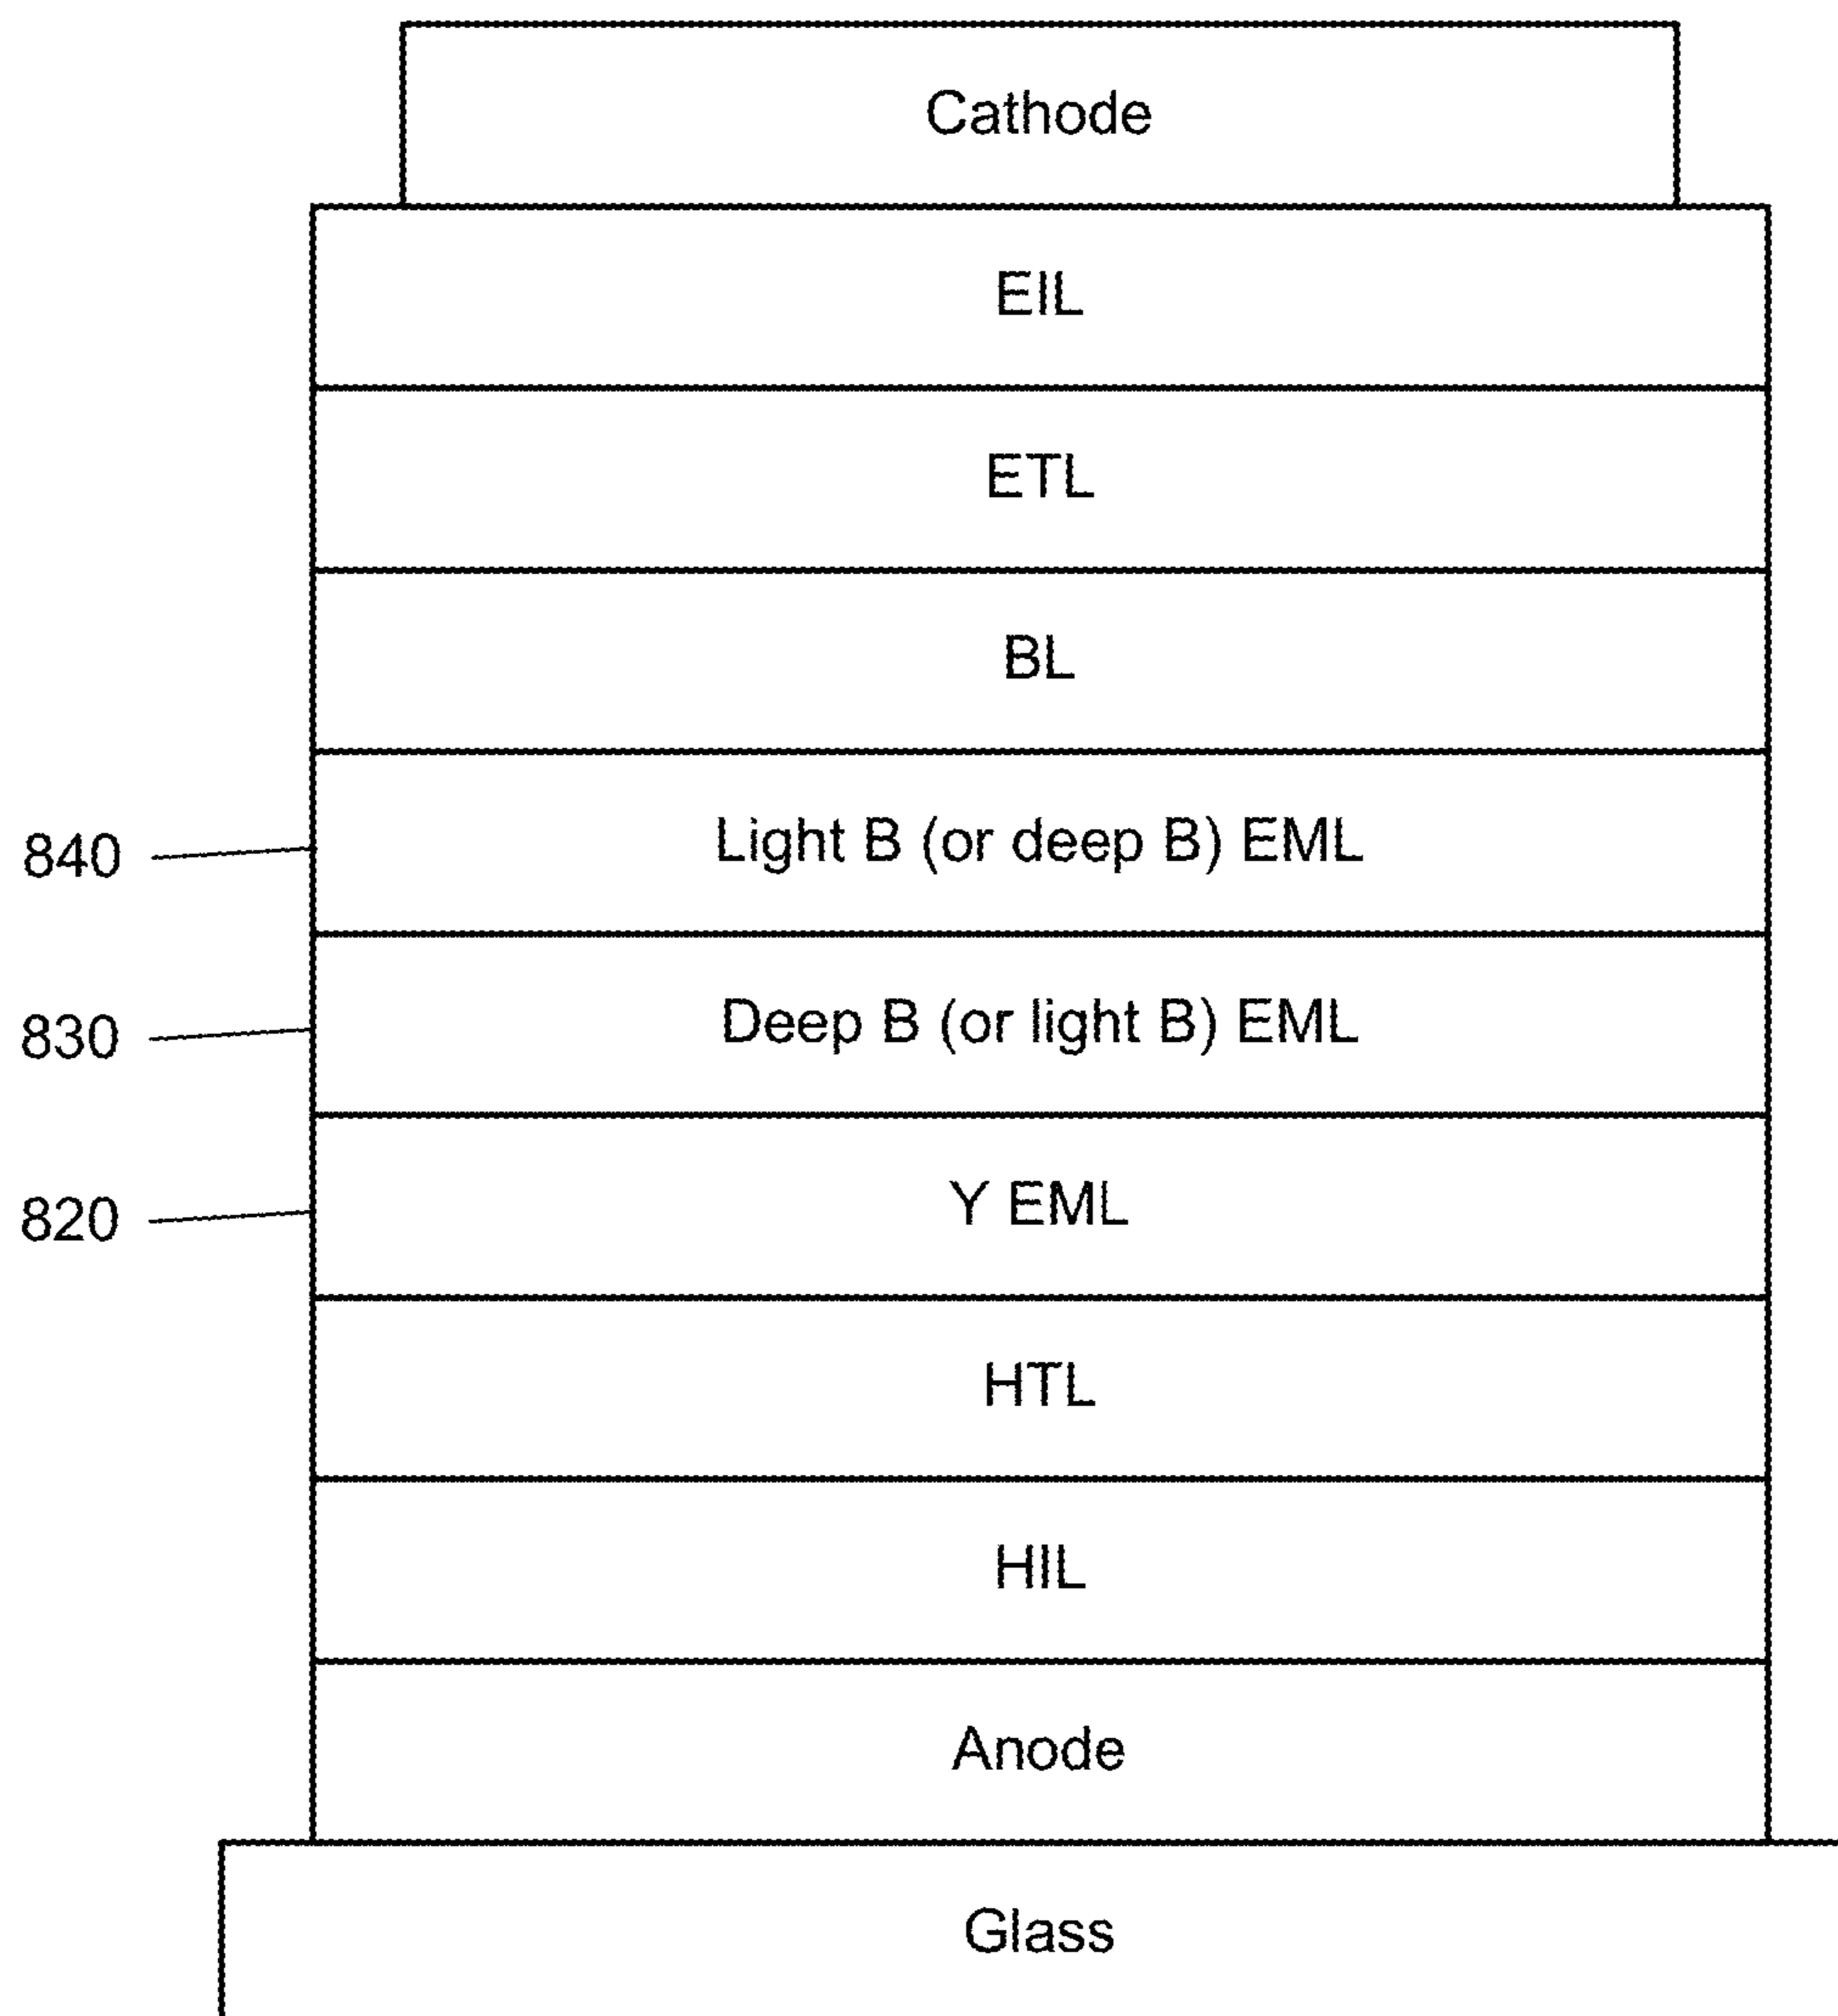 Cathode
EIL
ETL
BL
840 Light B (or deep B) EML
830 Deep B (or light B) EML
820 Y EML
HTL
HIL
Anode
Glass